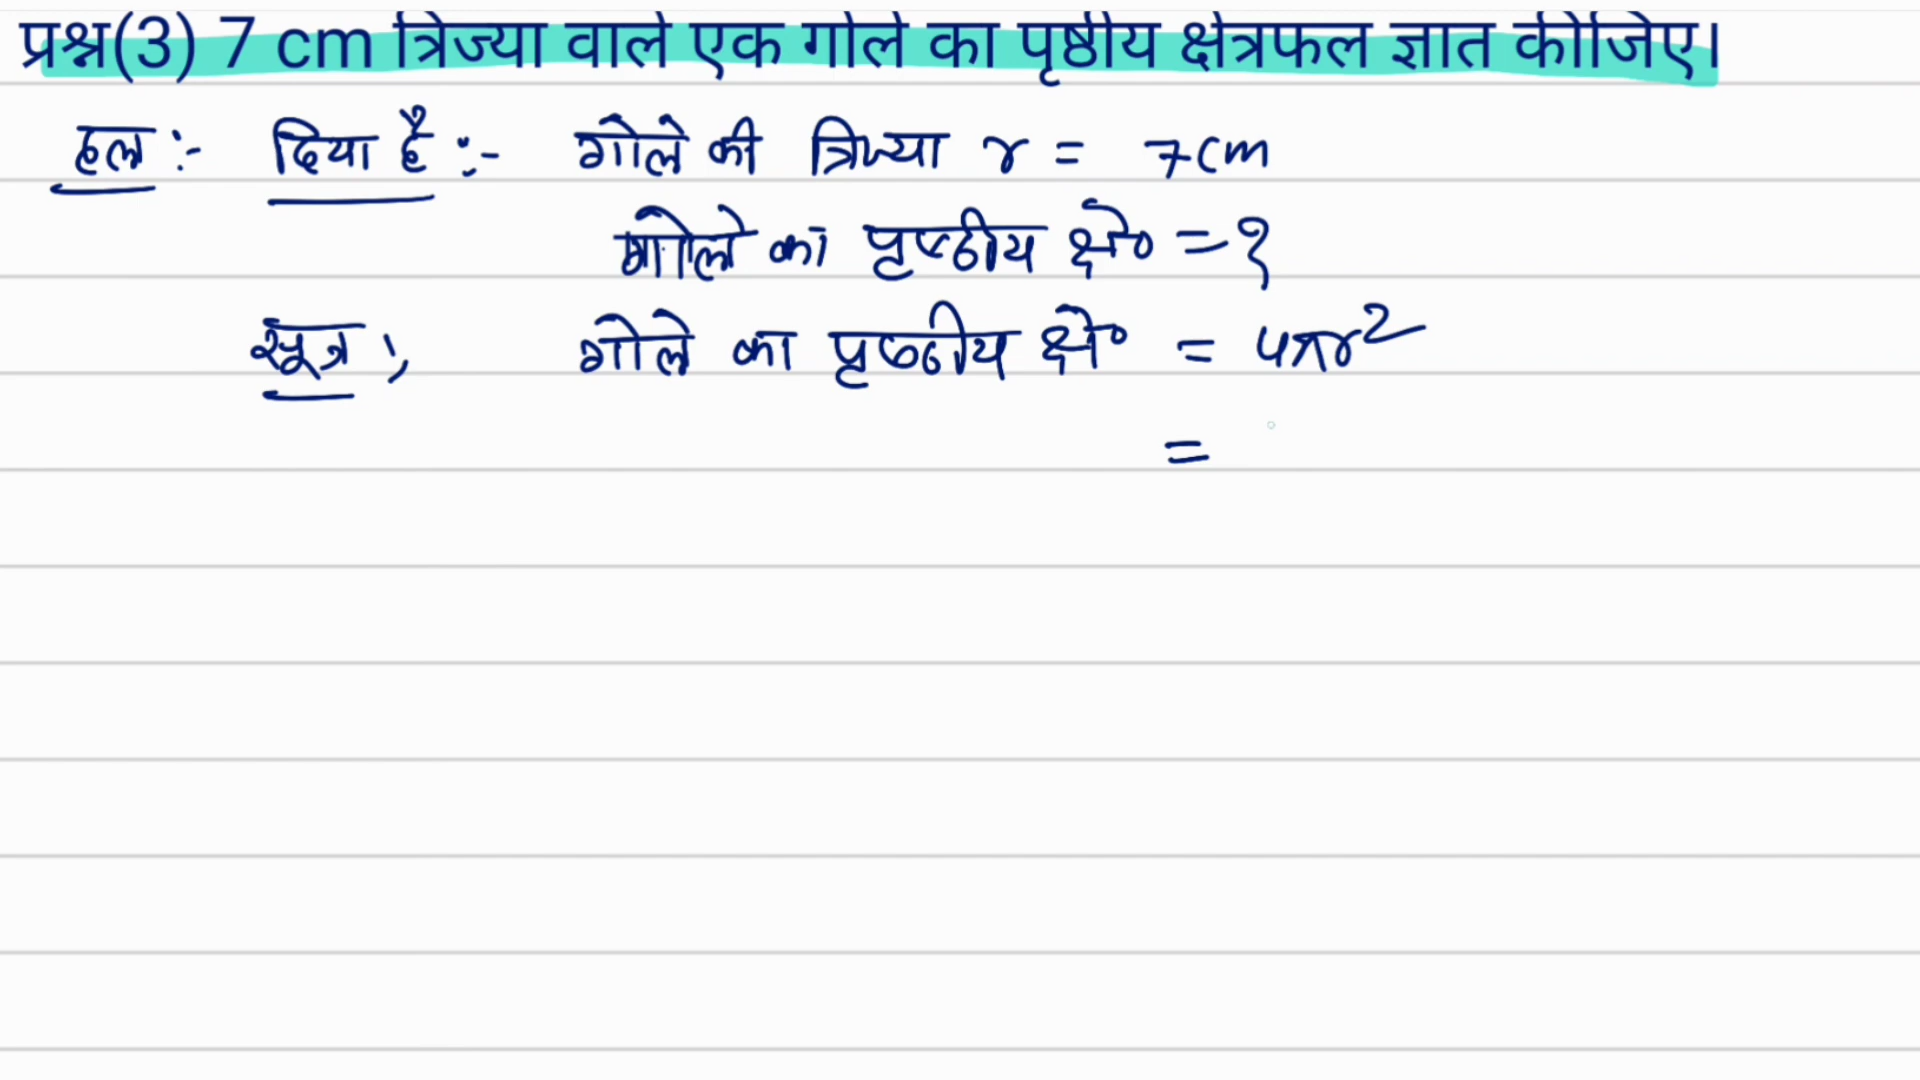 प्रश्न(3) 7 cm त्रिज्या वाले एक गोले का पृष्ठीय क्षेत्रफल ज्ञात कीजिए।
हल :- दिया है :- गोले की त्रिज्या r = 7cm
गोले का पृष्ठीय क्षे० = ?
सूत्र :, गोले का पृष्ठीय क्षे० = 4πr²
=